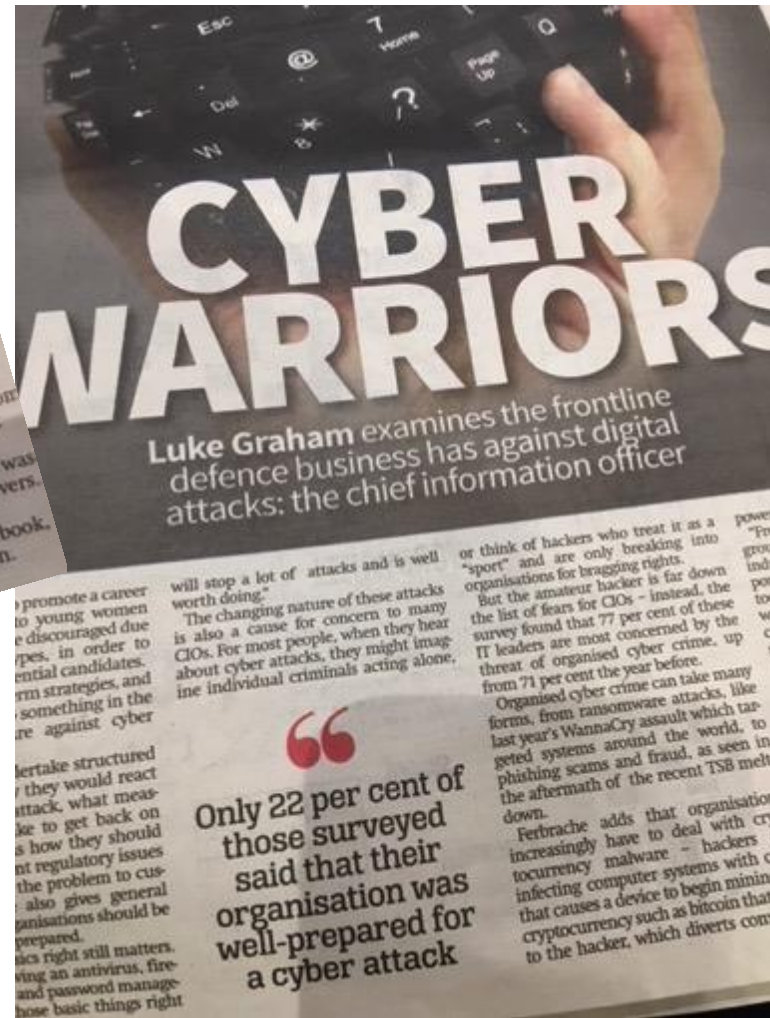 Esc
7
Home
@
Page
Up
Q
Del
?
*
8
W
CYBER
WARRIORS
Luke Graham examines the frontline
defence business has against digital
attacks: the chief information officer
was
book,
promote a career
to young women
discouraged due
in order to
candidates.
strategies, and
something in the
against cyber
structured
they would react
what meas-
to get back on
how they should
regulatory issues
the problem to cus-
also gives general
should be
prepared.
right still matters.
an antivirus, fire-
and password manage-
basic things right
will stop a lot of attacks and is well
worth doing."
The changing nature of these attacks
is also a cause for concern to many
CIOs. For most people, when they hear
about cyber attacks, they might imag-
ine individual criminals acting alone,
“
Only 22 per cent of
those surveyed
said that their
organisation was
well-prepared for
a cyber attack
or think of hackers who treat it as a
"sport" and are only breaking into
organisations for bragging rights.
But the amateur hacker is far down
the list of fears for CIOs – instead, the
survey found that 77 per cent of these
IT leaders are most concerned by the
threat of organised cyber crime, up
from 71 per cent the year before.
Organised cyber crime can take many
forms, from ransomware attacks, like
last year's WannaCry assault which tar-
geted systems around the world, to
phishing scams and fraud, as seen in
the aftermath of the recent TSB melt
down.
Ferbrache adds that organisation
increasingly have to deal with cry
tocurrency malware – hackers
infecting computer systems with c
that causes a device to begin minin
cryptocurrency such as bitcoin that
to the hacker, which diverts com
power